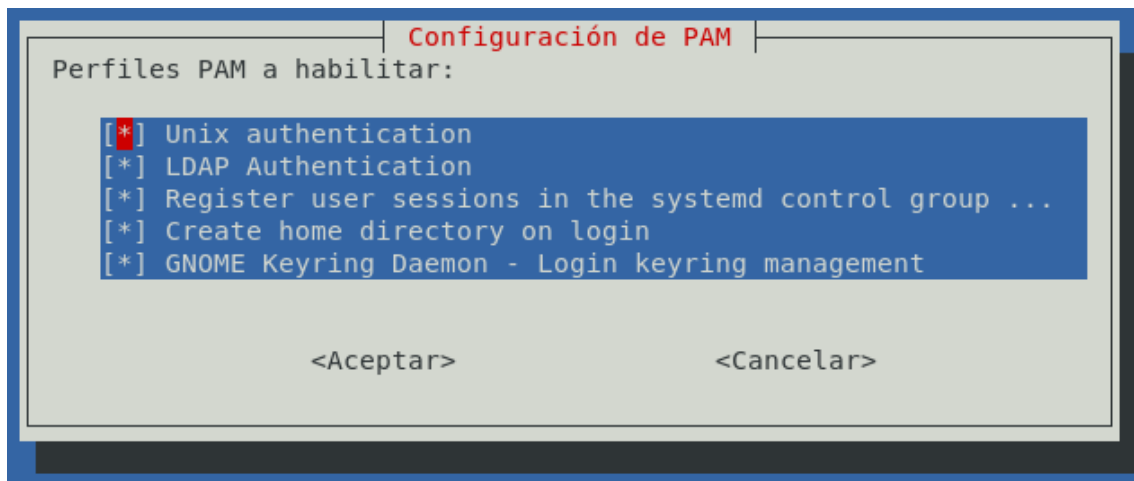 Configuración de PAM
Perfiles PAM a habilitar:
[*] Unix authentication
[*] LDAP Authentication
[*] Register user sessions in the systemd control group ...
[*] Create home directory on login
[*] GNOME Keyring Daemon - Login keyring management
<Aceptar> <Cancelar>